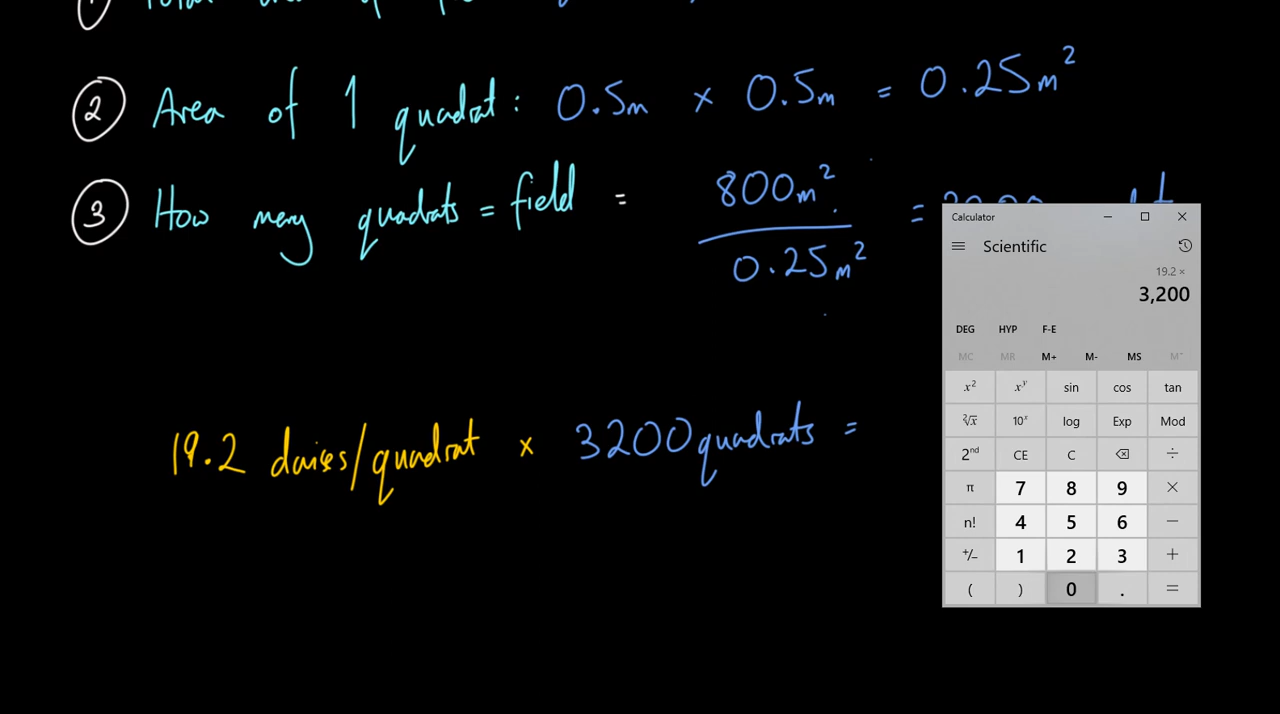 ② Area of 1 quadrat: 0.5m × 0.5m = 0.25m²
③ How many quadrats = field = 800m² / 0.25m² =
19.2 daises/quadrat × 3200 quadrats =
Calculator
Scientific
19.2 ×
3,200
DEG HYP F-E
MC MR M+ M- MS M˅
x² xʸ sin cos tan
²√x 10ˣ log Exp Mod
2ⁿᵈ CE C ⌫ ÷
π 7 8 9 ×
n! 4 5 6 −
+/− 1 2 3 +
( ) 0 . =